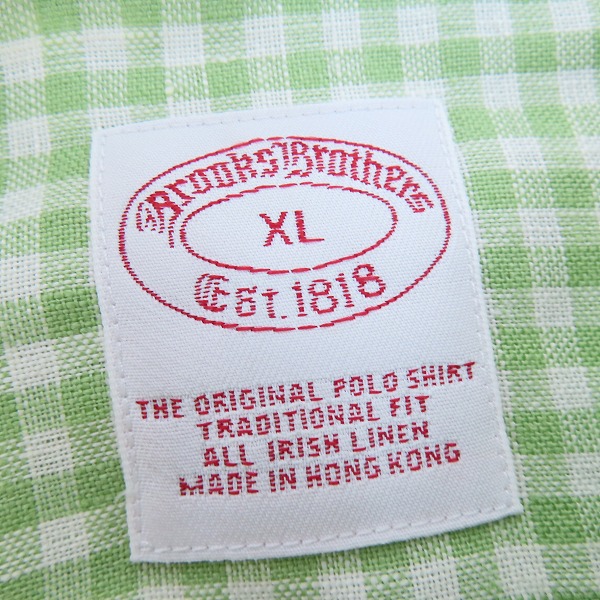 Brooks Brothers
XL
Est. 1818
THE ORIGINAL POLO SHIRT
TRADITIONAL FIT
ALL IRISH LINEN
MADE IN HONG KONG